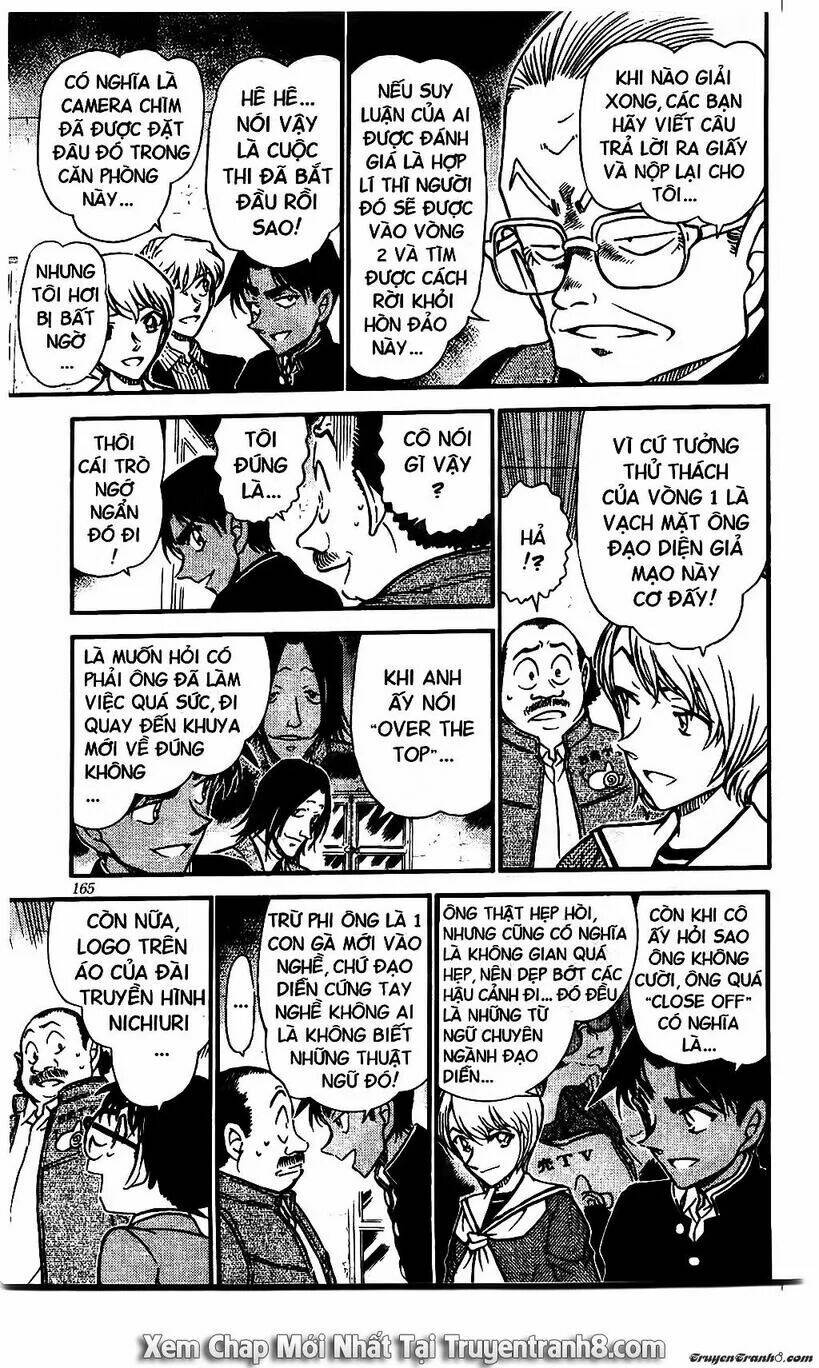 KHI NÀO GIẢI
XONG, CÁC BẠN
HÃY VIẾT CÂU
TRẢ LỜI RA GIẤY
VÀ NỘP LẠI CHO
TÔI...
NẾU SUY
LUẬN CỦA AI
ĐƯỢC ĐÁNH
GIÁ LÀ HỢP
LÍ THÌ NGƯỜI
ĐÓ SẼ ĐƯỢC
VÀO VÒNG
2 VÀ TÌM
ĐƯỢC CÁCH
RỜI KHỎI
HÒN ĐẢO
NÀY...
HÊ HÊ...
NÓI VẬY
LÀ CUỘC
THI ĐÃ BẮT
ĐẦU RỒI
SAO!
CÓ NGHĨA LÀ
CAMERA CHÌM
ĐÃ ĐƯỢC ĐẶT
ĐÂU ĐÓ TRONG
CĂN PHÒNG
NÀY...
NHƯNG
TÔI HƠI
BỊ BẤT
NGỜ
...
VÌ CỨ TƯỞNG
THỬ THÁCH
CỦA VÒNG 1 LÀ
VẠCH MẶT ÔNG
ĐẠO DIỆN GIẢ
MẠO NÀY
CƠ ĐẤY!
HẢ
!?
CÔ NÓI
GÌ VẬY
?
TÔI
ĐÚNG
LÀ...
THÔI
CÁI TRÒ
NGỚ
NGẨN
ĐÓ ĐI
!
KHI ANH
ẤY NÓI
"OVER THE
TOP"...
LÀ MUỐN HỎI CÓ
PHẢI ÔNG ĐÃ LÀM
VIỆC QUÁ SỨC, ĐI
QUAY ĐẾN KHUYA
MỚI VỀ ĐÚNG
KHÔNG
...
165
CÒN KHI CÔ
ẤY HỎI SAO
ÔNG KHÔNG
CƯỜI, ÔNG QUÁ
"CLOSE OFF"
CÓ NGHĨA
LÀ...
ÔNG THẬT HẸP HÒI,
NHƯNG CŨNG CÓ NGHĨA
LÀ KHÔNG GIAN QUÁ
HẸP, NÊN DẸP BỚT CÁC
HẬU CẢNH ĐI... ĐÓ ĐỀU
LÀ NHỮNG TỪ
NGỮ CHUYÊN
NGÀNH ĐẠO
DIỄN...
TV
TRỪ PHI ÔNG LÀ 1
CON GÀ MỚI VÀO
NGHỀ, CHỨ ĐẠO
DIỄN CỨNG TAY
NGHỀ KHÔNG AI
LÀ KHÔNG BIẾT
NHỮNG THUẬT
NGỮ ĐÓ!
...
CÒN NỮA,
LOGO TRÊN
ÁO CỦA ĐÀI
TRUYỀN HÌNH
NICHIURI
...
Xem Chap Mới Nhất Tại Truyentranh8.com
TruyenTranh8.com